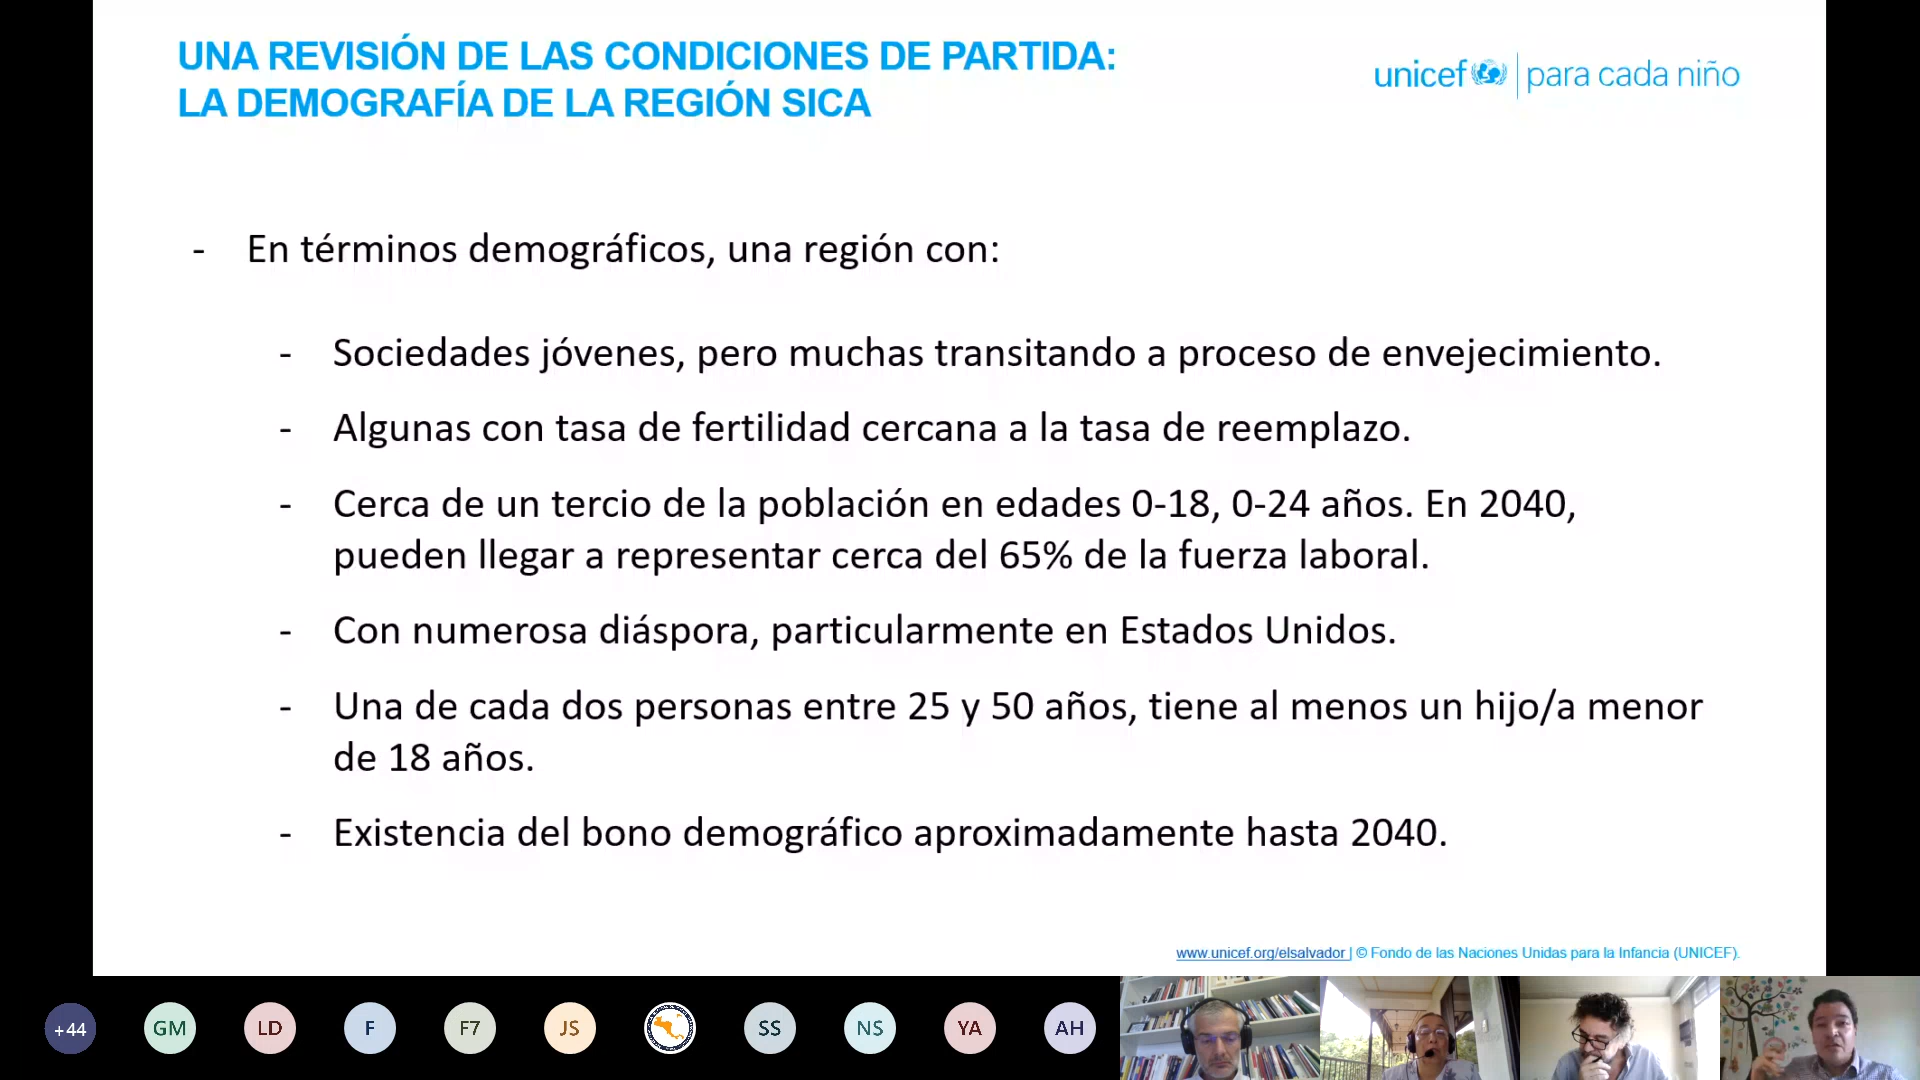 UNA REVISIÓN DE LAS CONDICIONES DE PARTIDA:
LA DEMOGRAFÍA DE LA REGIÓN SICA
unicef | para cada niño
- En términos demográficos, una región con:
- Sociedades jóvenes, pero muchas transitando a proceso de envejecimiento.
- Algunas con tasa de fertilidad cercana a la tasa de reemplazo.
- Cerca de un tercio de la población en edades 0-18, 0-24 años. En 2040,
pueden llegar a representar cerca del 65% de la fuerza laboral.
- Con numerosa diáspora, particularmente en Estados Unidos.
- Una de cada dos personas entre 25 y 50 años, tiene al menos un hijo/a menor
de 18 años.
- Existencia del bono demográfico aproximadamente hasta 2040.
www.unicef.org/elsalvador | © Fondo de las Naciones Unidas para la Infancia (UNICEF).
+44 GM LD F F7 JS SS NS YA AH